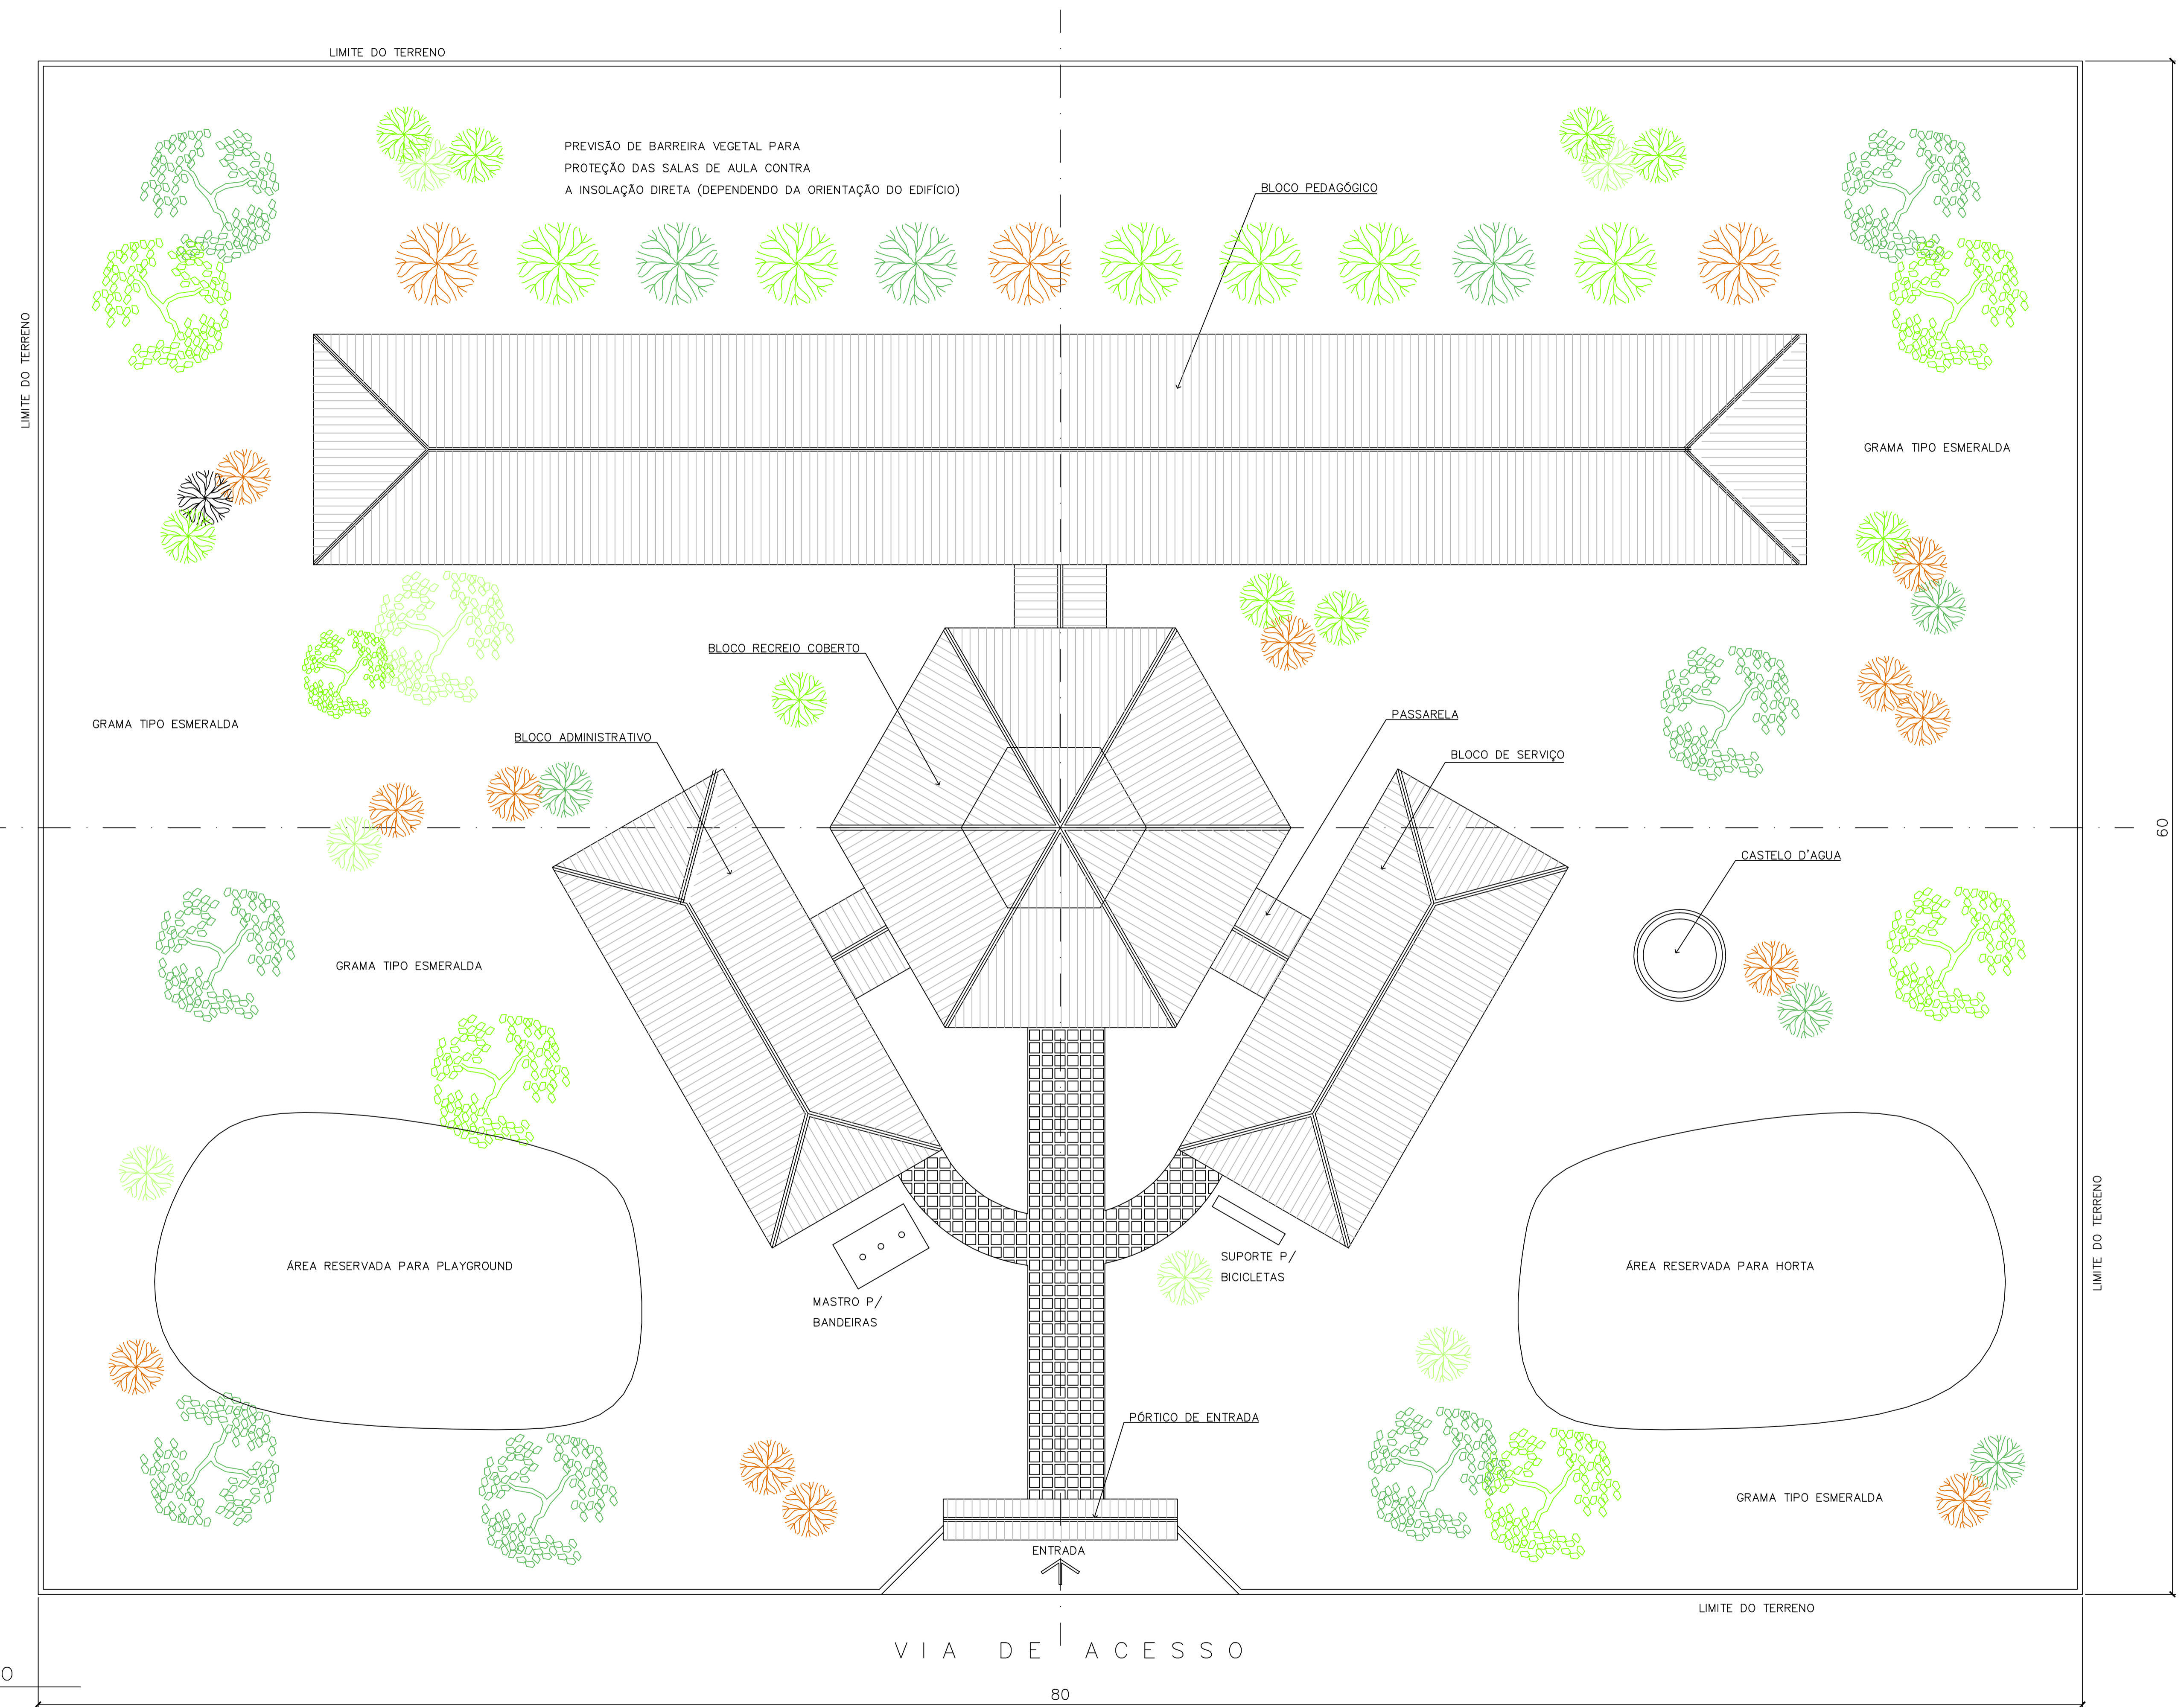 LIMITE DO TERRENO
PREVISÃO DE BARREIRA VEGETAL PARA
PROTEÇÃO DAS SALAS DE AULA CONTRA
A INSOLAÇÃO DIRETA (DEPENDENDO DA ORIENTAÇÃO DO EDIFÍCIO)
BLOCO PEDAGÓGICO
LIMITE DO TERRENO
GRAMA TIPO ESMERALDA
BLOCO RECREIO COBERTO
PASSARELA
GRAMA TIPO ESMERALDA
BLOCO ADMINISTRATIVO
BLOCO DE SERVIÇO
60
CASTELO D'AGUA
GRAMA TIPO ESMERALDA
LIMITE DO TERRENO
SUPORTE P/
BICICLETAS
ÁREA RESERVADA PARA PLAYGROUND
ÁREA RESERVADA PARA HORTA
MASTRO P/
BANDEIRAS
PÓRTICO DE ENTRADA
GRAMA TIPO ESMERALDA
ENTRADA
LIMITE DO TERRENO
VIA DE ACESSO
O
80